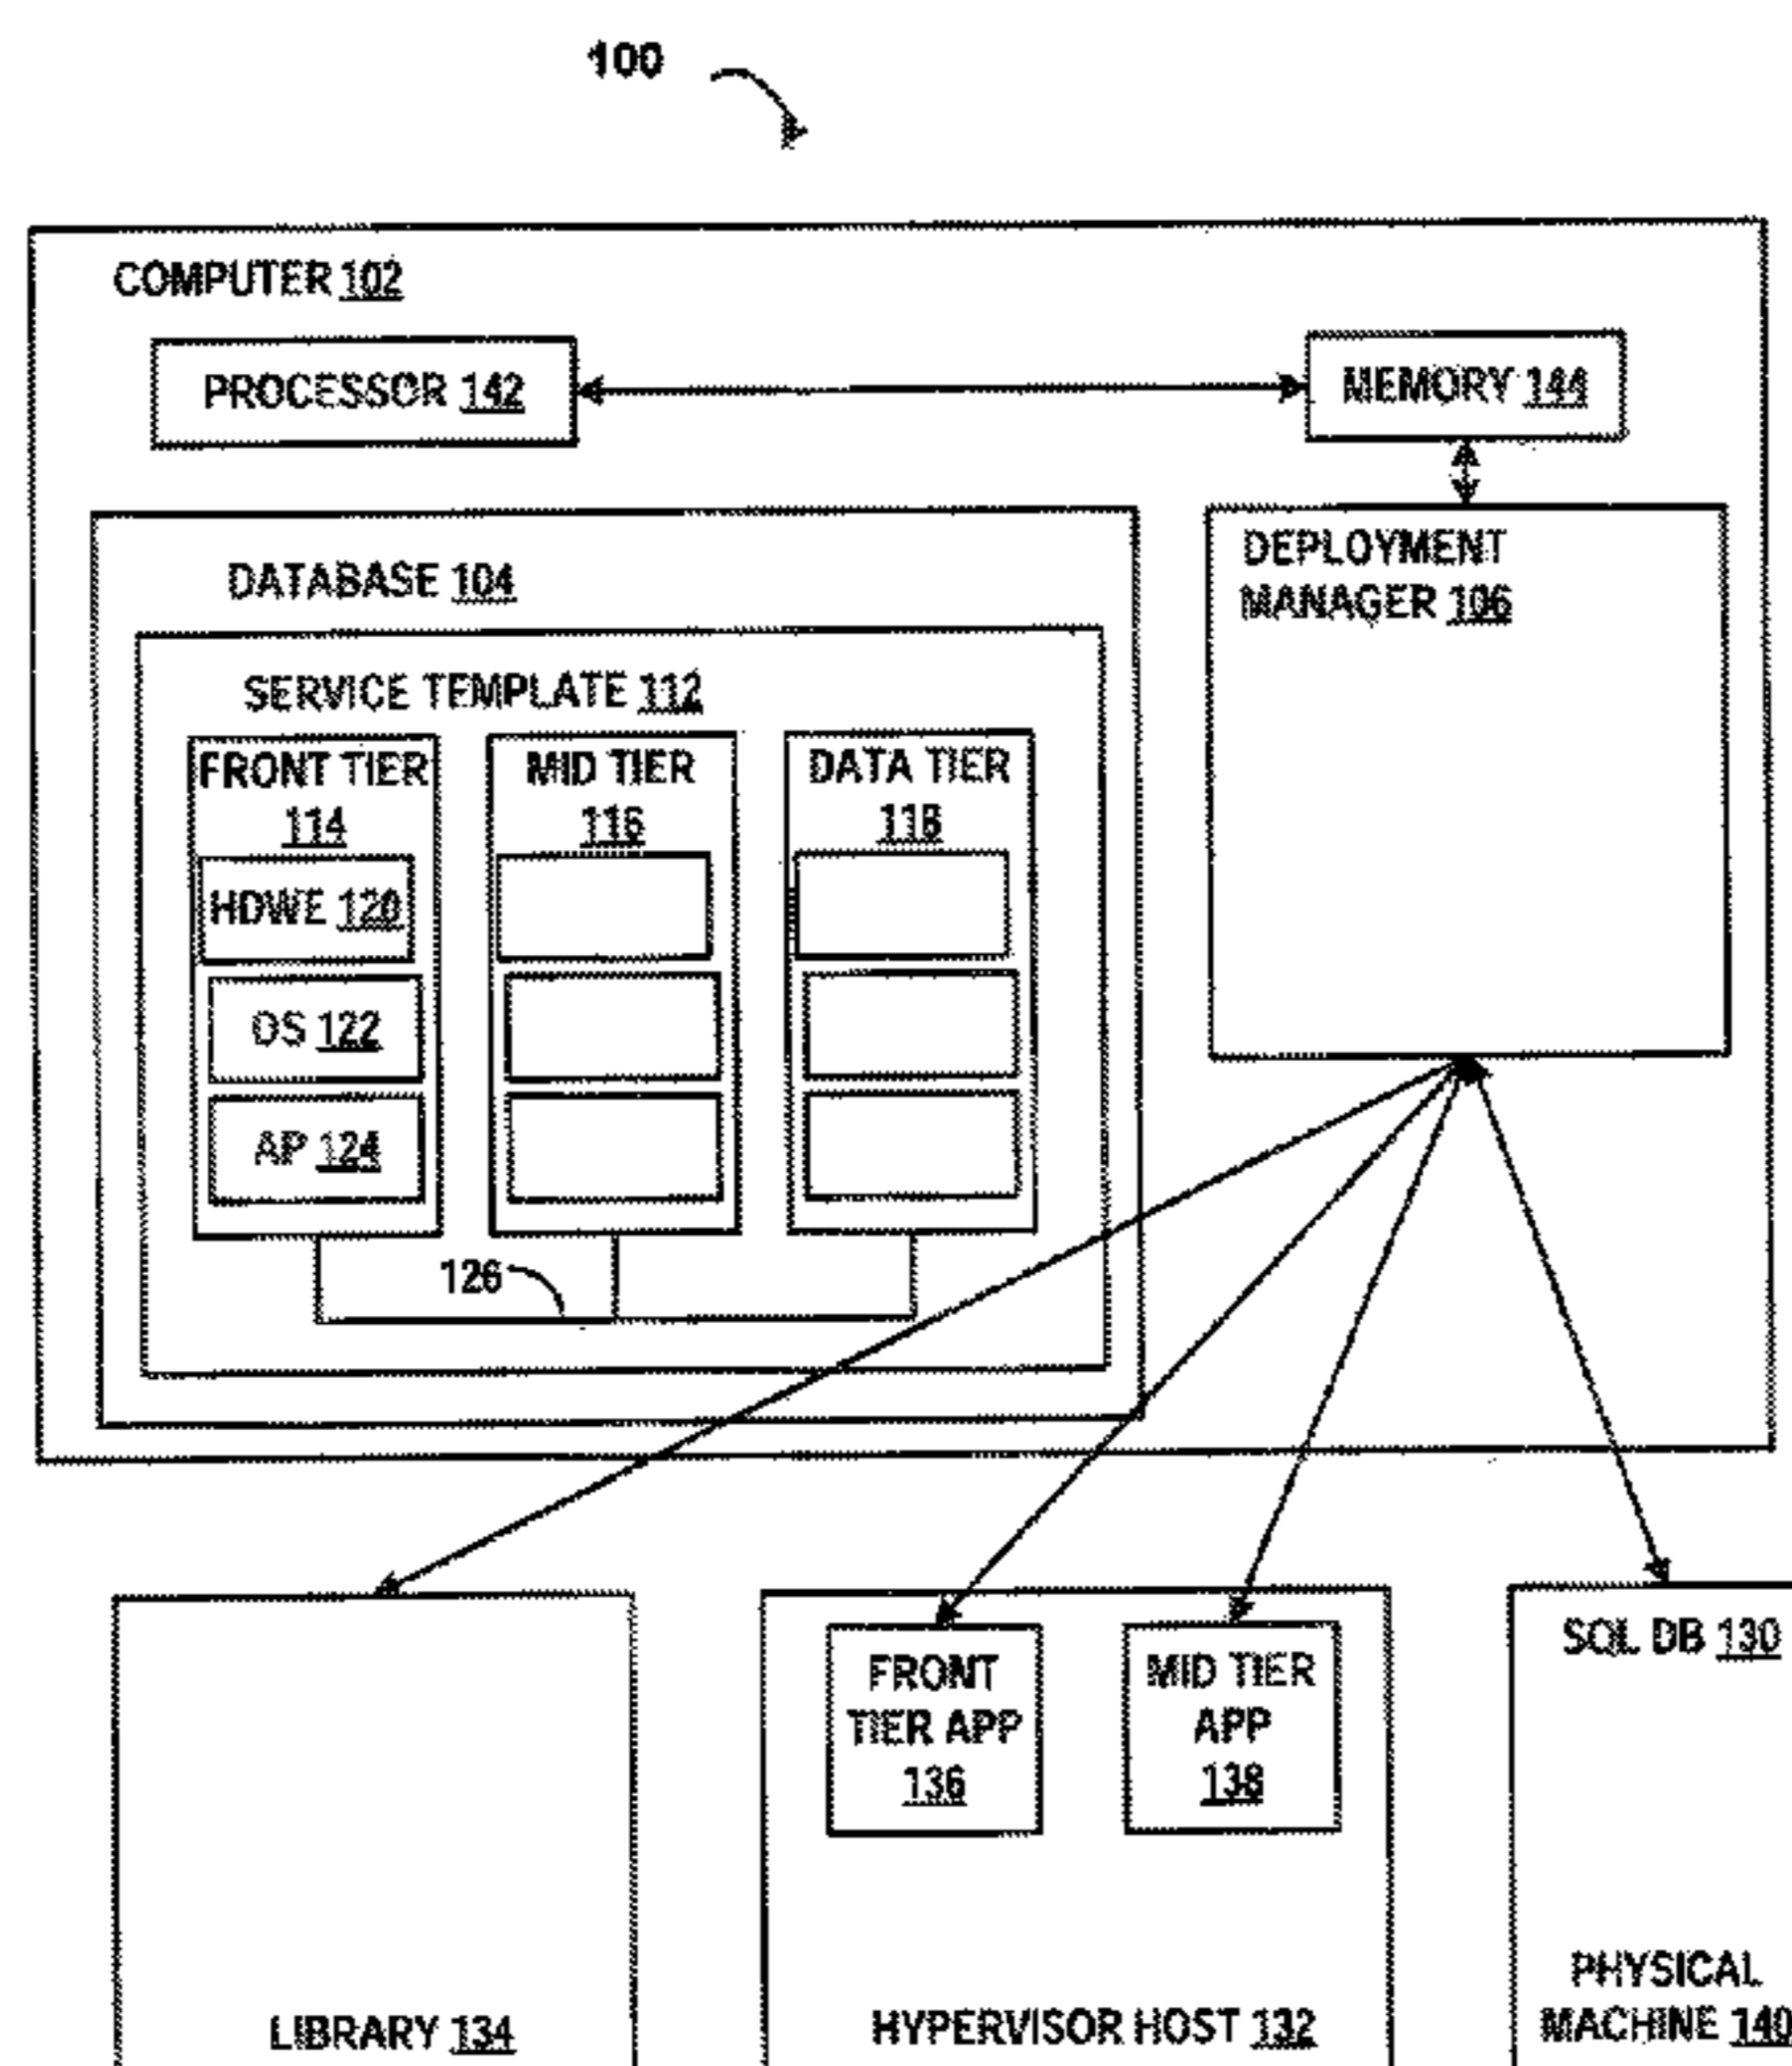 100
COMPUTER 102
PROCESSOR 142
MEMORY 144
DATABASE 104
DEPLOYMENT
MANAGER 106
SERVICE TEMPLATE 112
FRONT TIER
114
MID TIER
116
DATA TIER
118
HDWE 120
OS 122
AP 124
126
FRONT
TIER APP
136
MID TIER
APP
138
SQL DB 130
LIBRARY 134
HYPERVISOR HOST 132
PHYSICAL
MACHINE 140